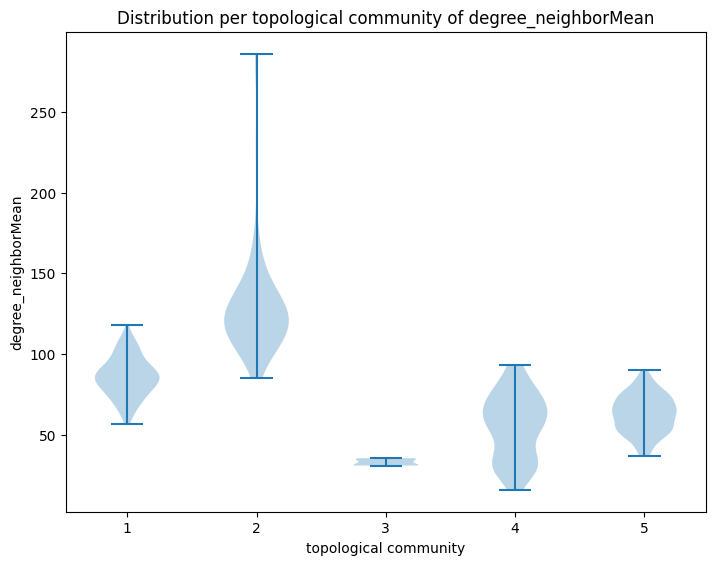 Distribution per topological community of degree_neighborMean
250
200
150
100
50
degree_neighborMean
1 2 3 4 5
topological community